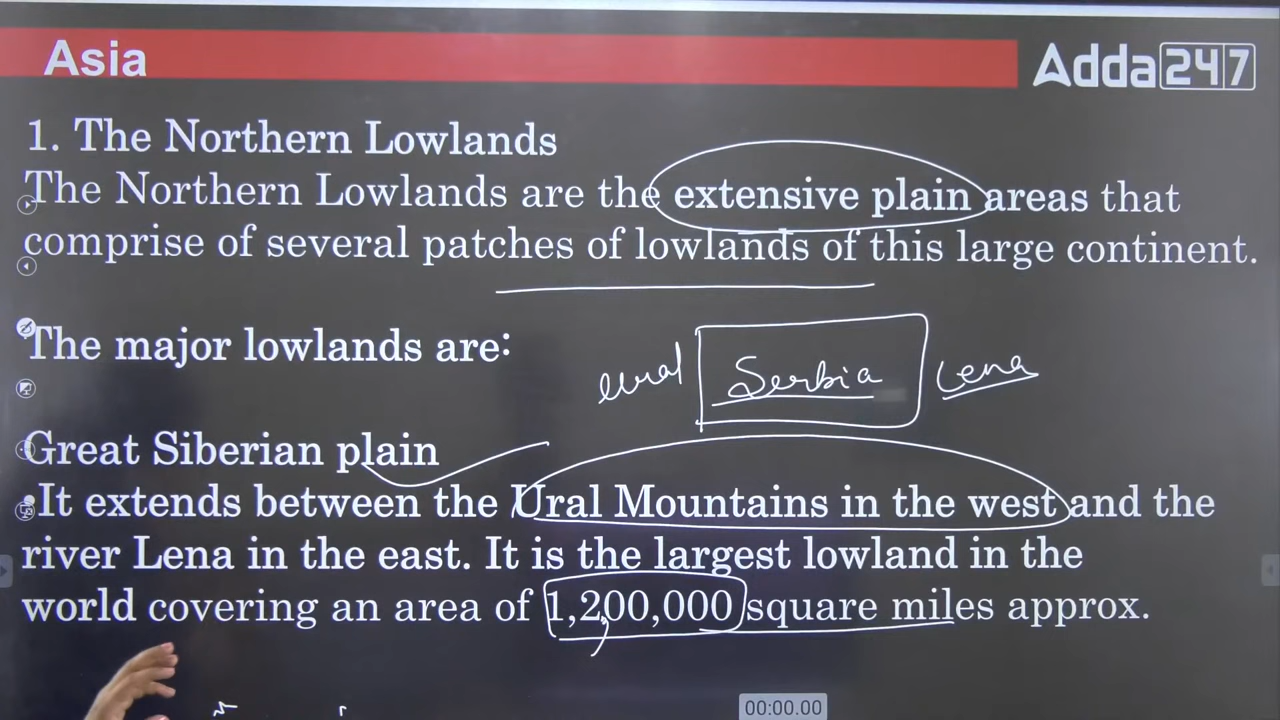 Asia
Adda247
1. The Northern Lowlands
The Northern Lowlands are the extensive plain areas that
comprise of several patches of lowlands of this large continent.
The major lowlands are:
ural Serbia Lena
Great Siberian plain
It extends between the Ural Mountains in the west and the
river Lena in the east. It is the largest lowland in the
world covering an area of 1,200,000 square miles approx.
00:00.00